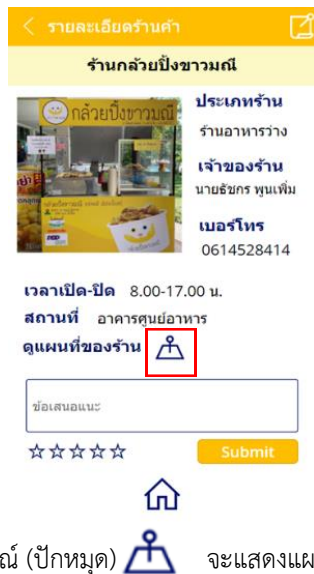 รายละเอียดร้านค้า
ร้านกล้วยปิ้งขาวมณี
กล้วยปิ้งขาวมณี
ประเภทร้าน
ร้านอาหารว่าง
เจ้าของร้าน
นายธัชกร พูนเพิ่ม
เบอร์โทร
0614528414
เวลาเปิด-ปิด 8.00-17.00 น.
สถานที่ อาคารศูนย์อาหาร
ดูแผนที่ของร้าน
ข้อเสนอแนะ
Submit
ณ์ (ปักหมุด) จะแสดงแผ